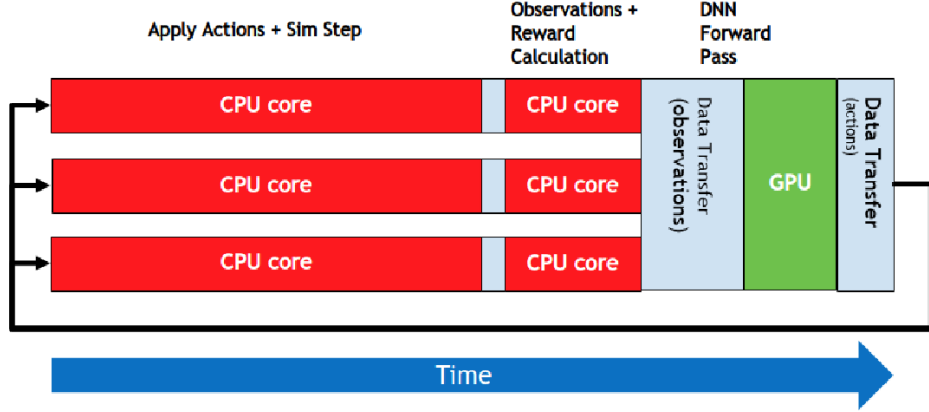 Apply Actions + Sim Step
Observations +
Reward
Calculation
DNN
Forward
Pass
CPU core
CPU core
CPU core
CPU core
CPU core
CPU core
Data Transfer
(observations)
GPU
Data Transfer
(actions)
Time